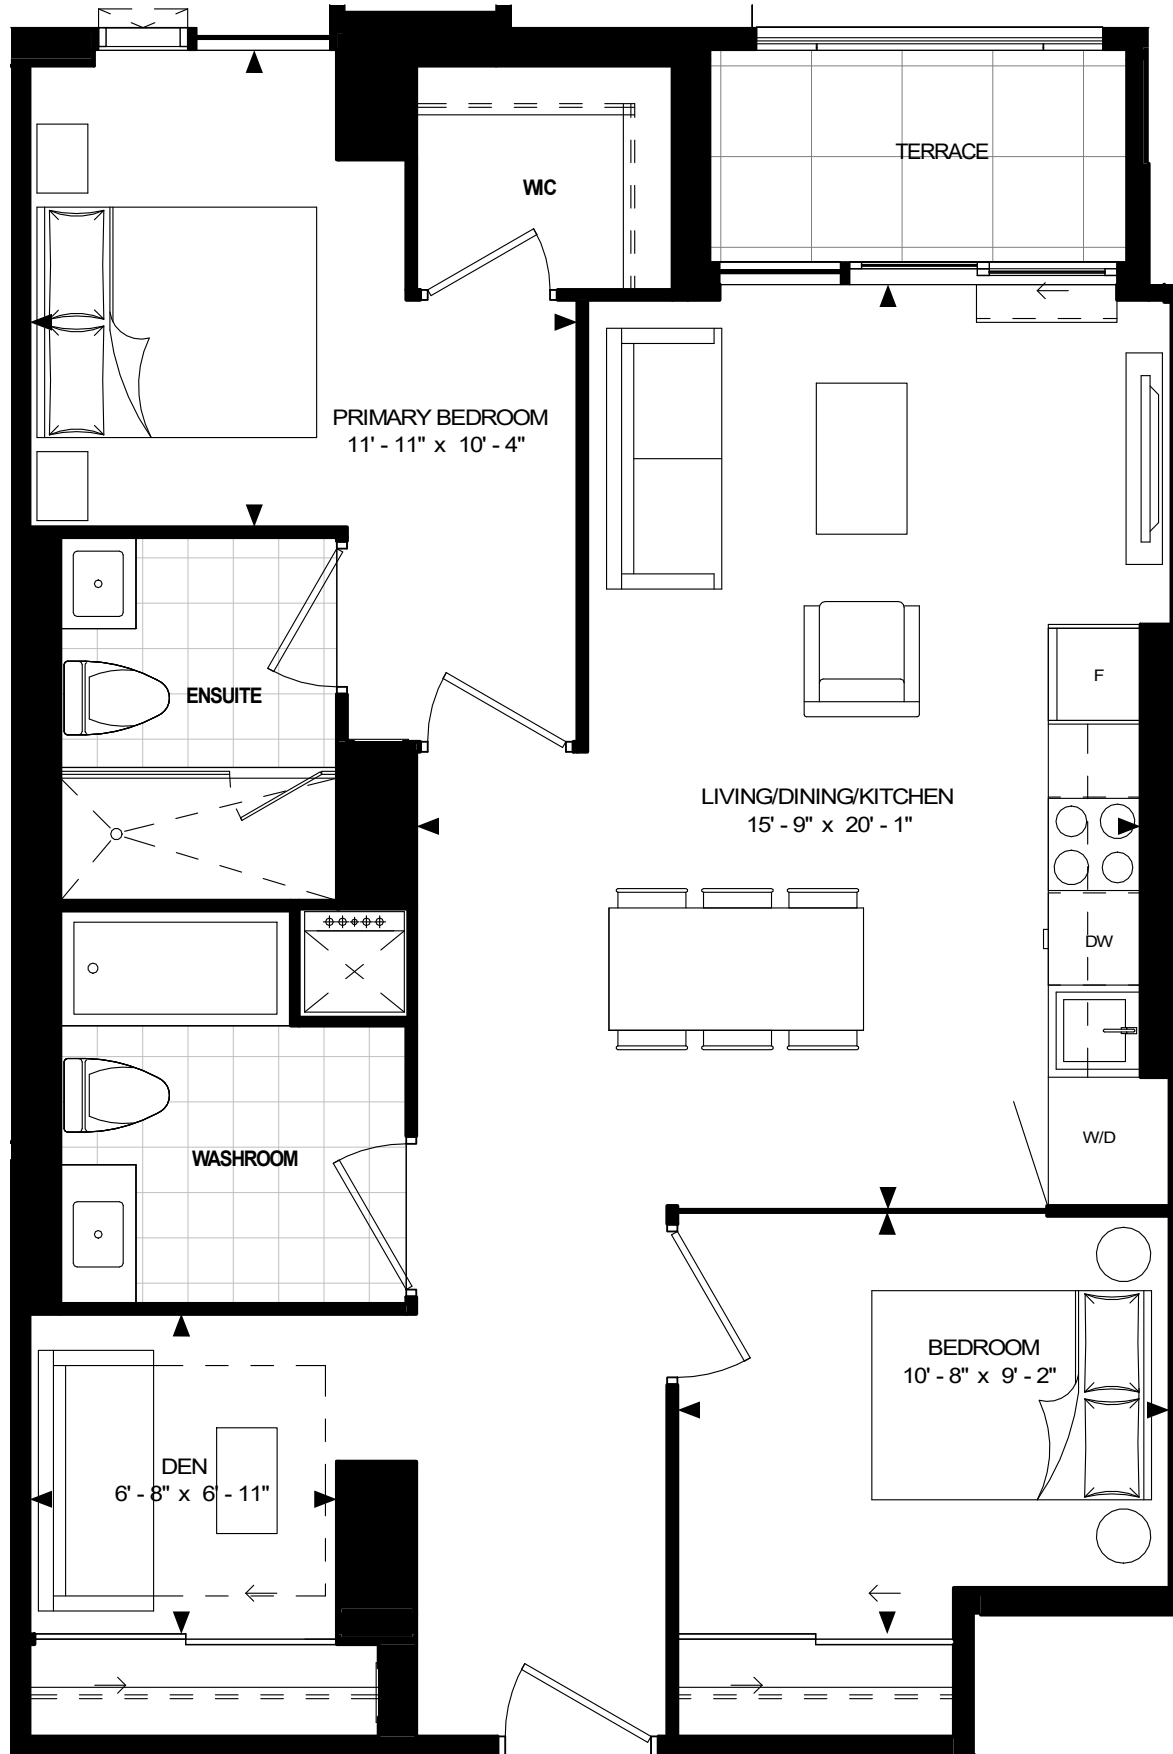 TERRACE
WIC
PRIMARY BEDROOM
11' - 11" x 10' - 4"
ENSUITE
F
LIVING/DINING/KITCHEN
15' - 9" x 20' - 1"
DW
W/D
WASHROOM
BEDROOM
10' - 8" x 9' - 2"
DEN
6' - 8" x 6' - 11"